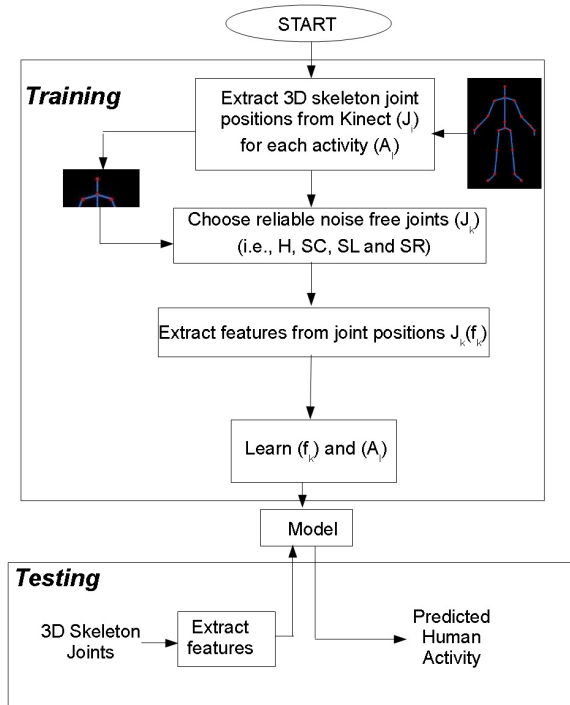 START
Training
Extract 3D skeleton joint
positions from Kinect (J_i)
for each activity (A_l)
Choose reliable noise free joints (J_k)
(i.e., H, SC, SL and SR)
Extract features from joint positions J_k(f_k)
Learn (f_k) and (A_l)
Model
Testing
3D Skeleton
Joints
Extract
features
Predicted
Human
Activity